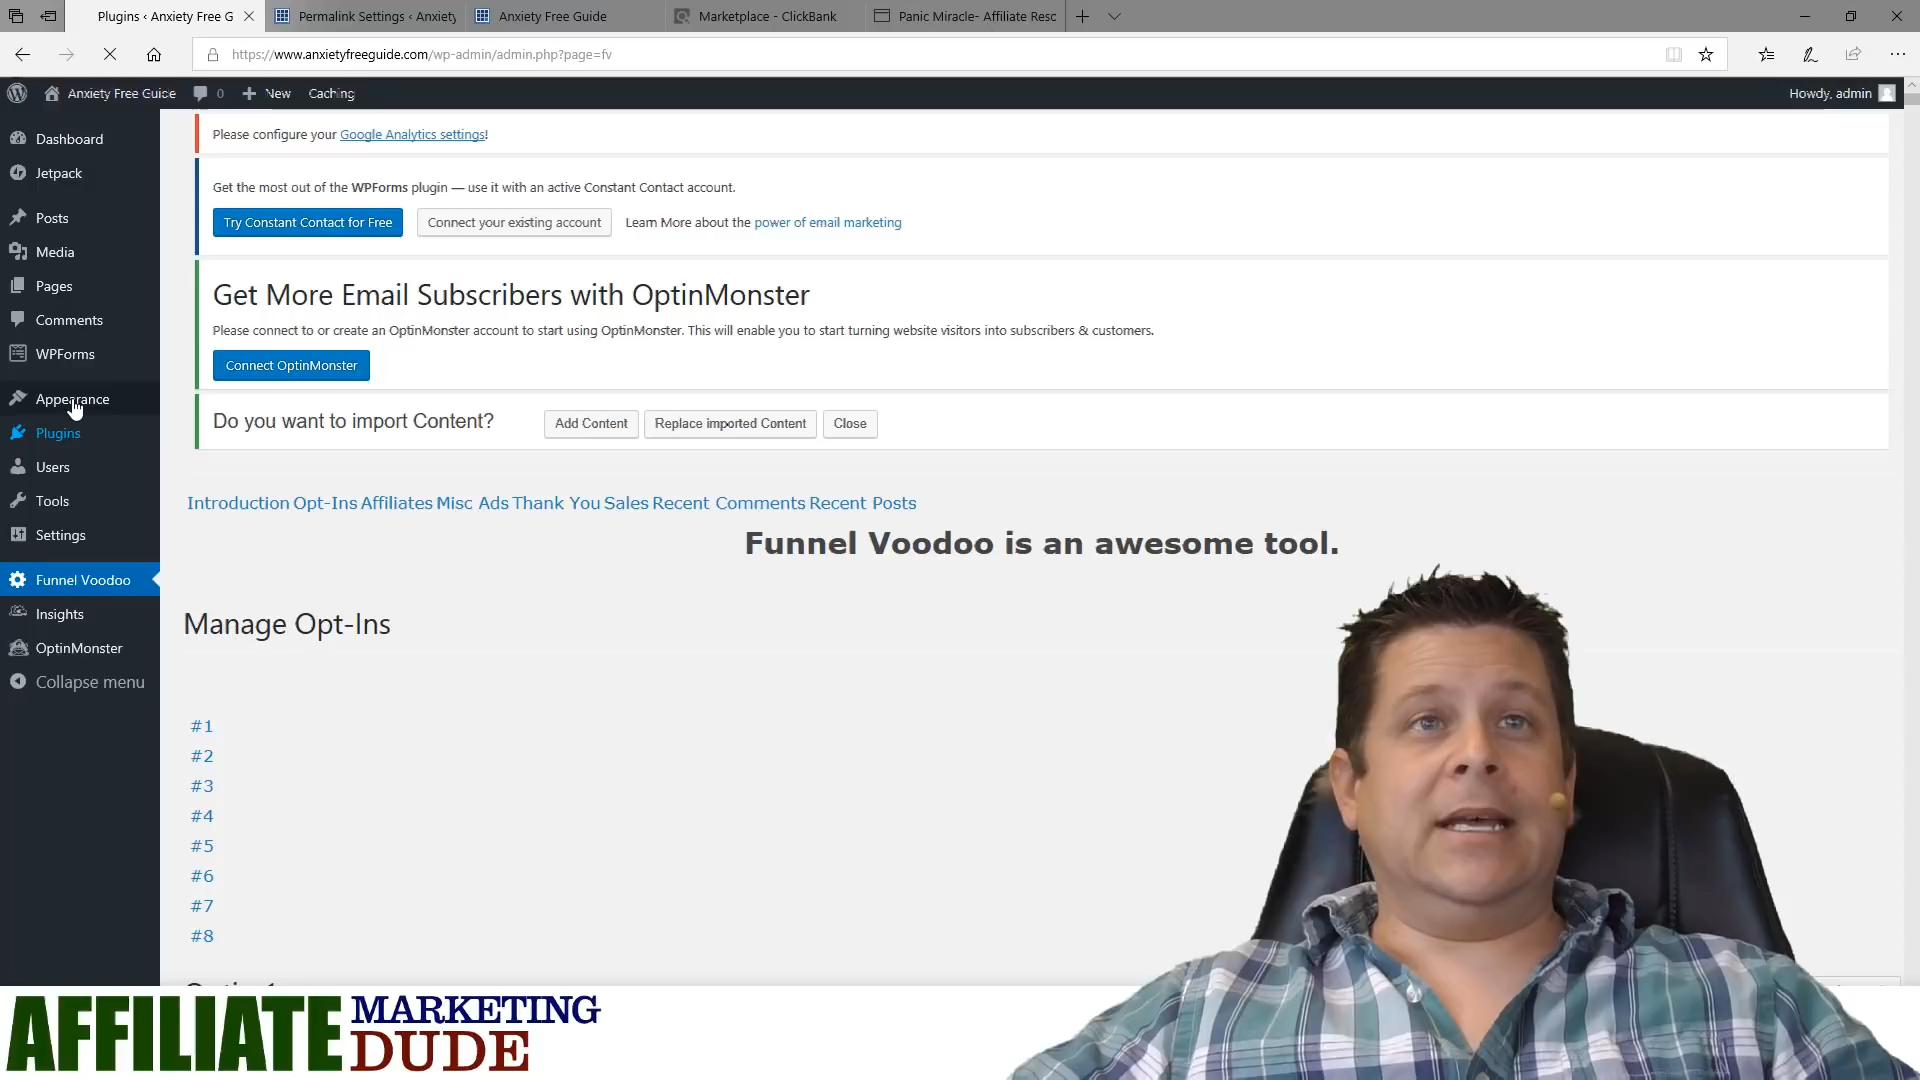 Plugins ‹ Anxiety Free G
Permalink Settings ‹ Anxiety
Anxiety Free Guide
Marketplace - ClickBank
Panic Miracle- Affiliate Resc
https://www.anxietyfreeguide.com/wp-admin/admin.php?page=fv
Anxiety Free Guide
0
New
Caching
Howdy, admin
Dashboard
Jetpack
Posts
Media
Pages
Comments
WPForms
Appearance
Plugins
Users
Tools
Settings
Funnel Voodoo
Insights
OptinMonster
Collapse menu
Please configure your Google Analytics settings!
Get the most out of the WPForms plugin — use it with an active Constant Contact account.
Try Constant Contact for Free
Connect your existing account
Learn More about the power of email marketing
Get More Email Subscribers with OptinMonster
Please connect to or create an OptinMonster account to start using OptinMonster. This will enable you to start turning website visitors into subscribers & customers.
Connect OptinMonster
Do you want to import Content?
Add Content
Replace imported Content
Close
Introduction Opt-Ins Affiliates Misc Ads Thank You Sales Recent Comments Recent Posts
Funnel Voodoo is an awesome tool.
Manage Opt-Ins
#1
#2
#3
#4
#5
#6
#7
#8
AFFILIATE
MARKETING
DUDE